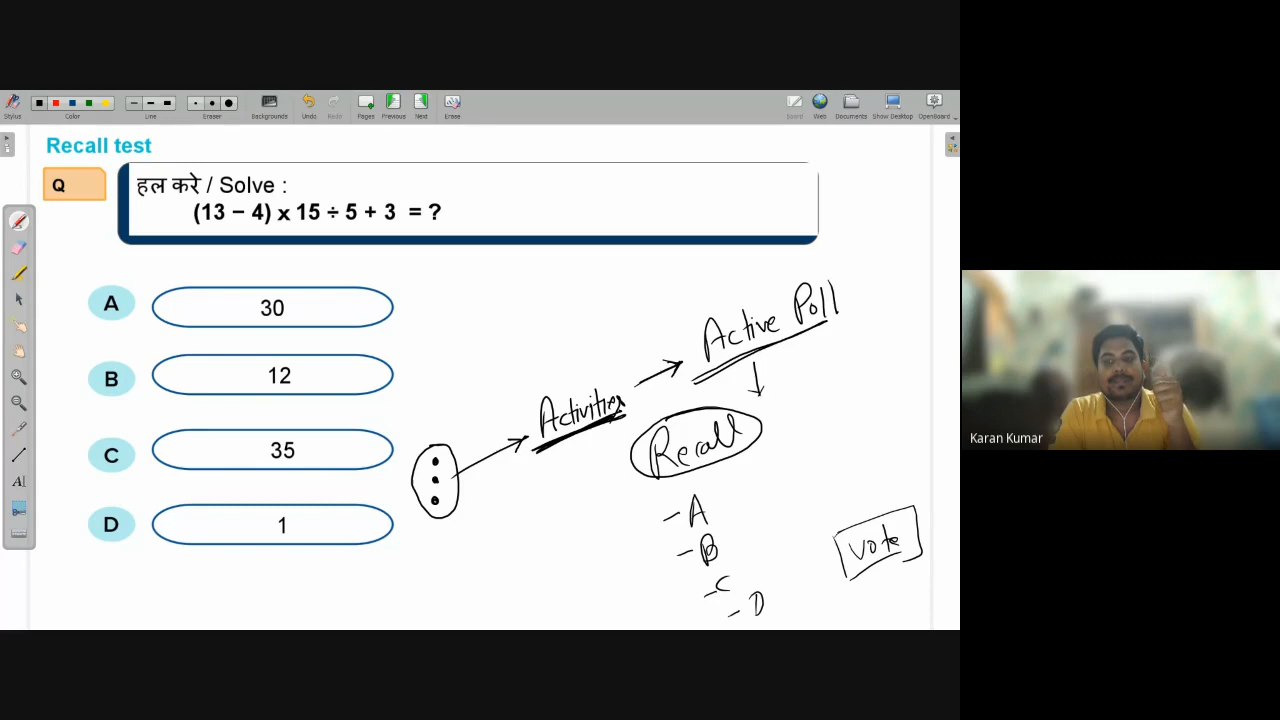 Stylus
Color
Line
Eraser
Backgrounds
Undo
Redo
Pages
Previous
Next
Erase
Board
Web
Documents
Show Desktop
OpenBoard
Recall test
Q
हल करे / Solve :
(13 − 4) x 15 ÷ 5 + 3 = ?
A
30
B
12
C
35
D
1
Active Poll
Activities
Recall
- A
- B
- C
- D
vote
Karan Kumar